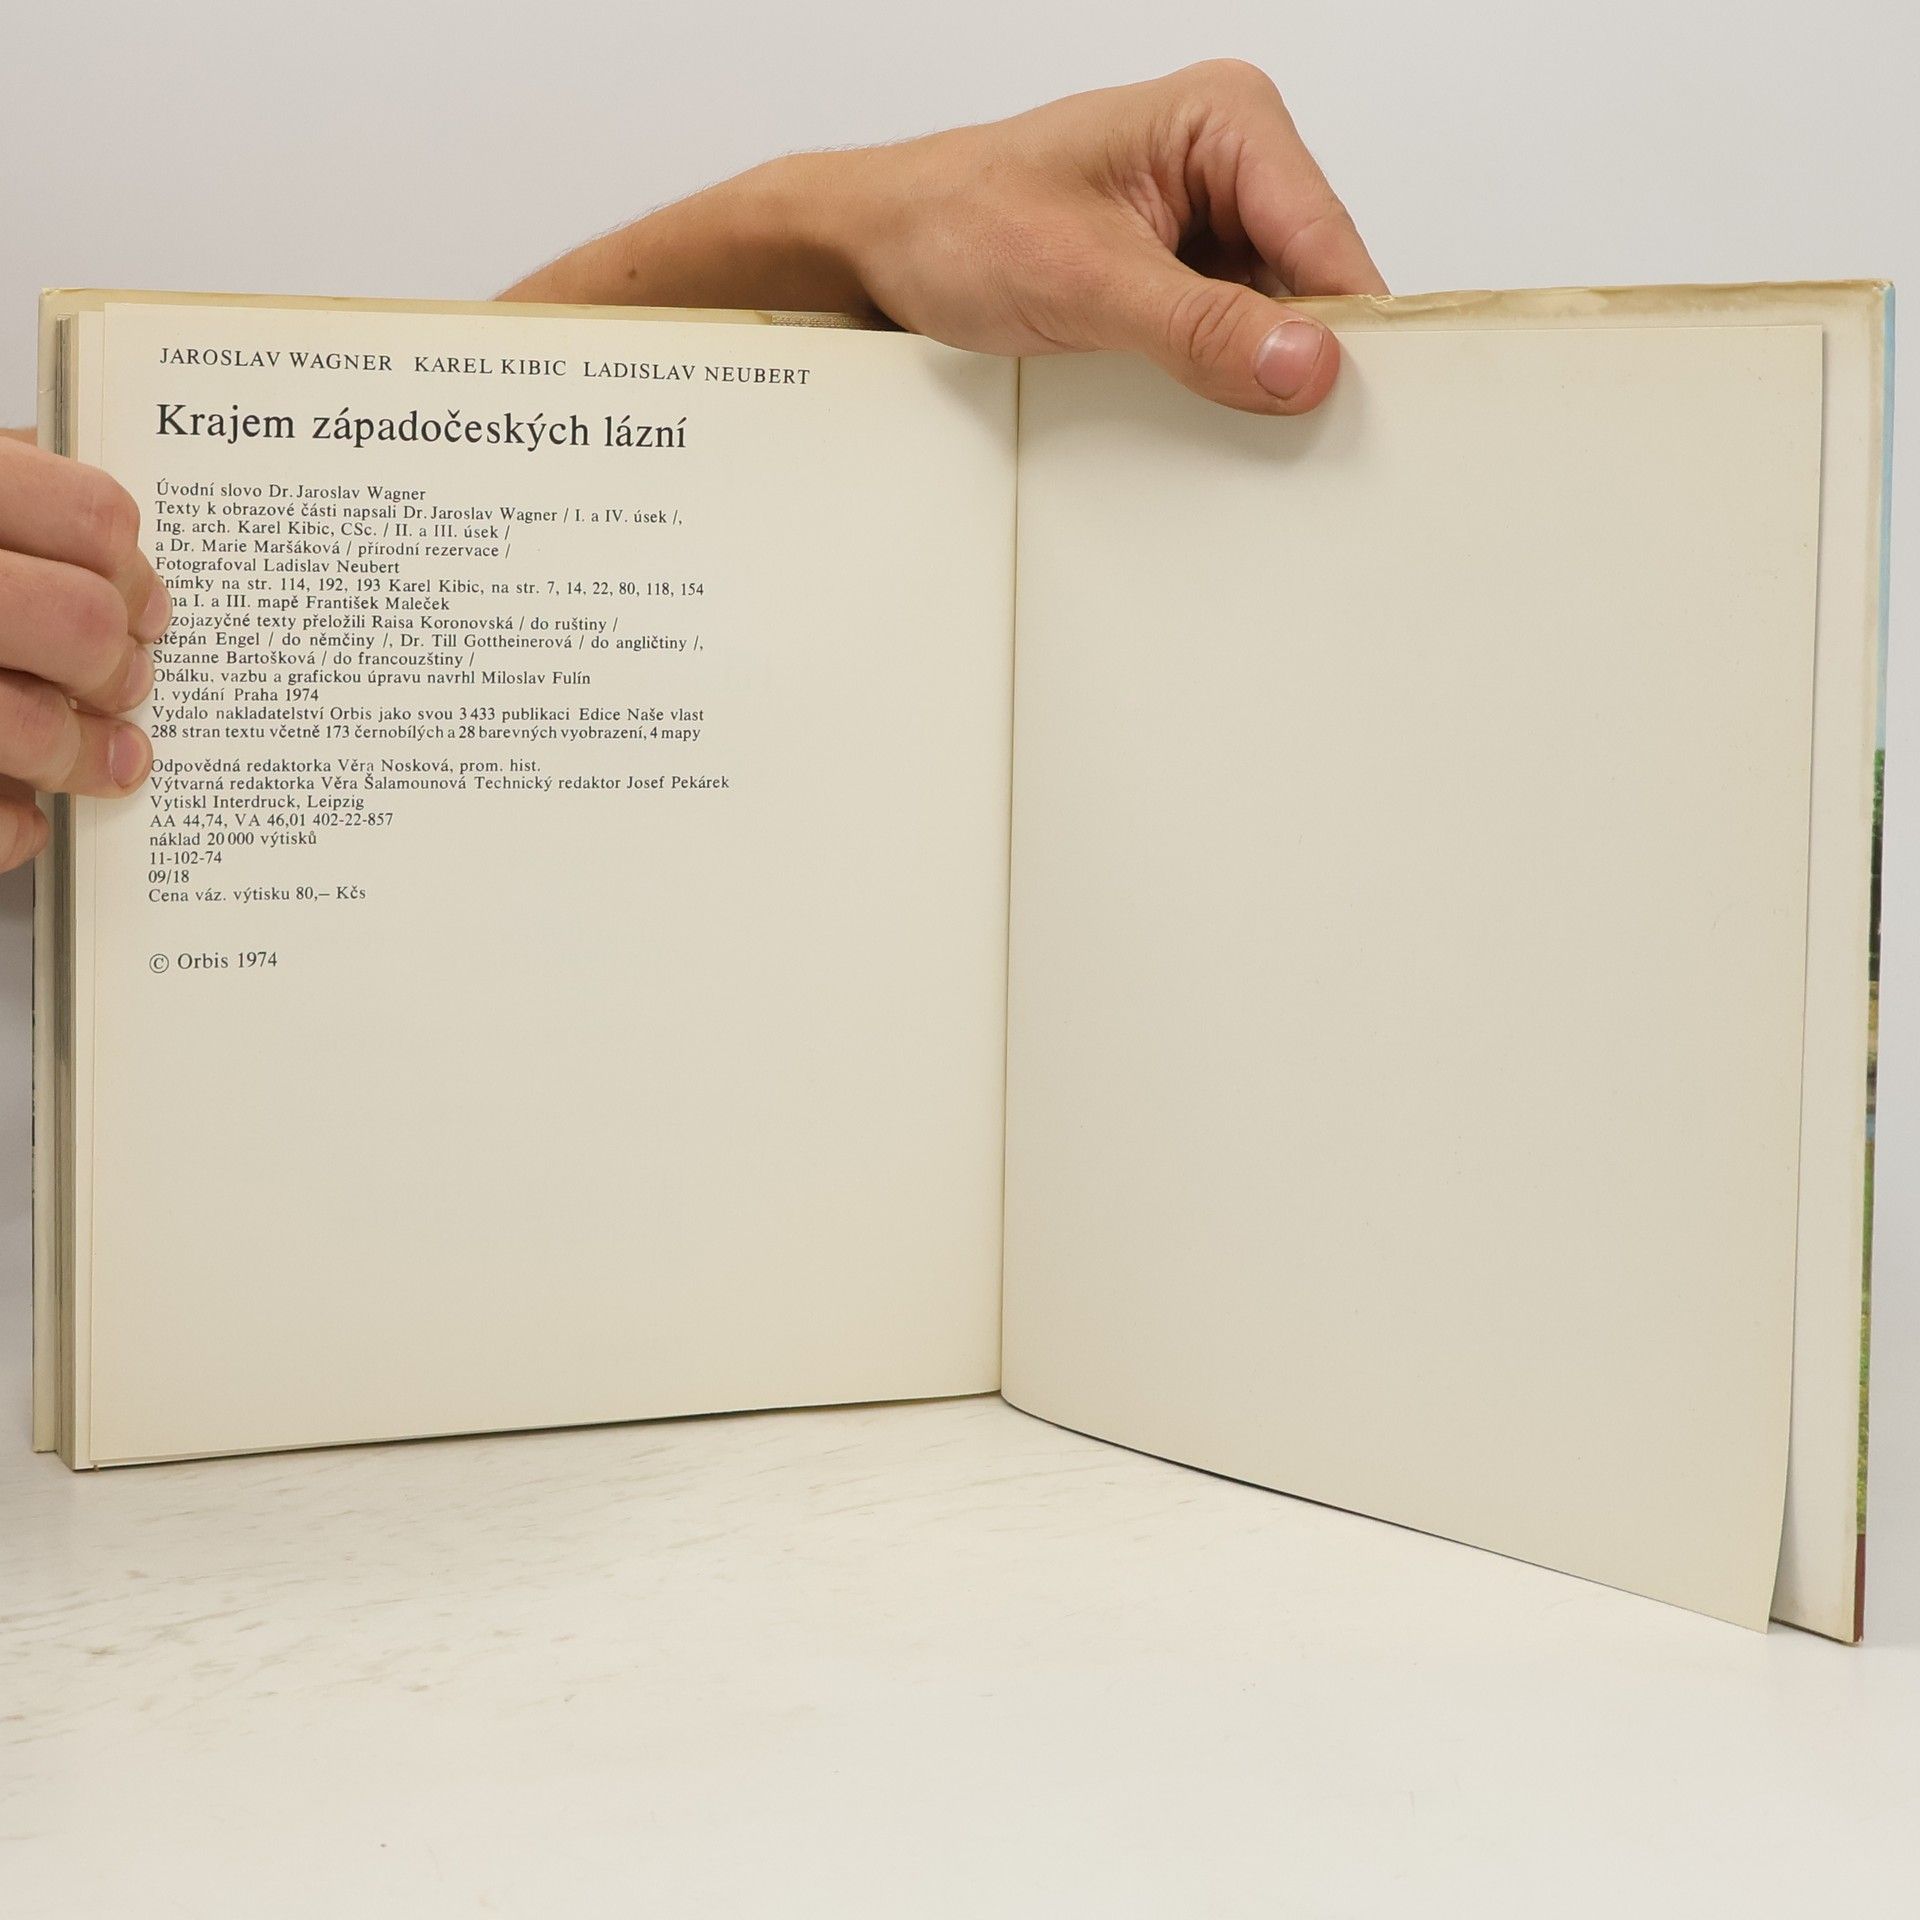 JAROSLAV WAGNER KAREL KIBIC LADISLAV NEUBERT
Krajem západočeských lázní
Úvodní slovo Dr. Jaroslav Wagner
Texty k obrazové části napsali Dr. Jaroslav Wagner / I. a IV. úsek /,
Ing. arch. Karel Kibic, CSc. / II. a III. úsek /
a Dr. Marie Maršáková / přírodní rezervace /
Fotografoval Ladislav Neubert
Snímky na str. 114, 192, 193 Karel Kibic, na str. 7, 14, 22, 80, 118, 154
na I. a III. mapě František Maleček
texty přeložili Raisa Koronovská / do ruštiny /
Štěpán Engel / do němčiny /, Dr. Till Gottheinerová / do angličtiny /,
Suzanne Bartošková / do francouzštiny /
Obálku, vazbu a grafickou úpravu navrhl Miloslav Fulín
1. vydání Praha 1974
Vydalo nakladatelství Orbis jako svou 3 433 publikaci Edice Naše vlast
288 stran textu včetně 173 černobílých a 28 barevných vyobrazení, 4 mapy
Odpovědná redaktorka Věra Nosková, prom. hist.
Výtvarná redaktorka Věra Šalamounová Technický redaktor Josef Pekárek
Vytiskl Interdruck, Leipzig
AA 44,74, VA 46,01 402-22-857
náklad 20 000 výtisků
11-102-74
09/18
Cena váz. výtisku 80,— Kčs
© Orbis 1974